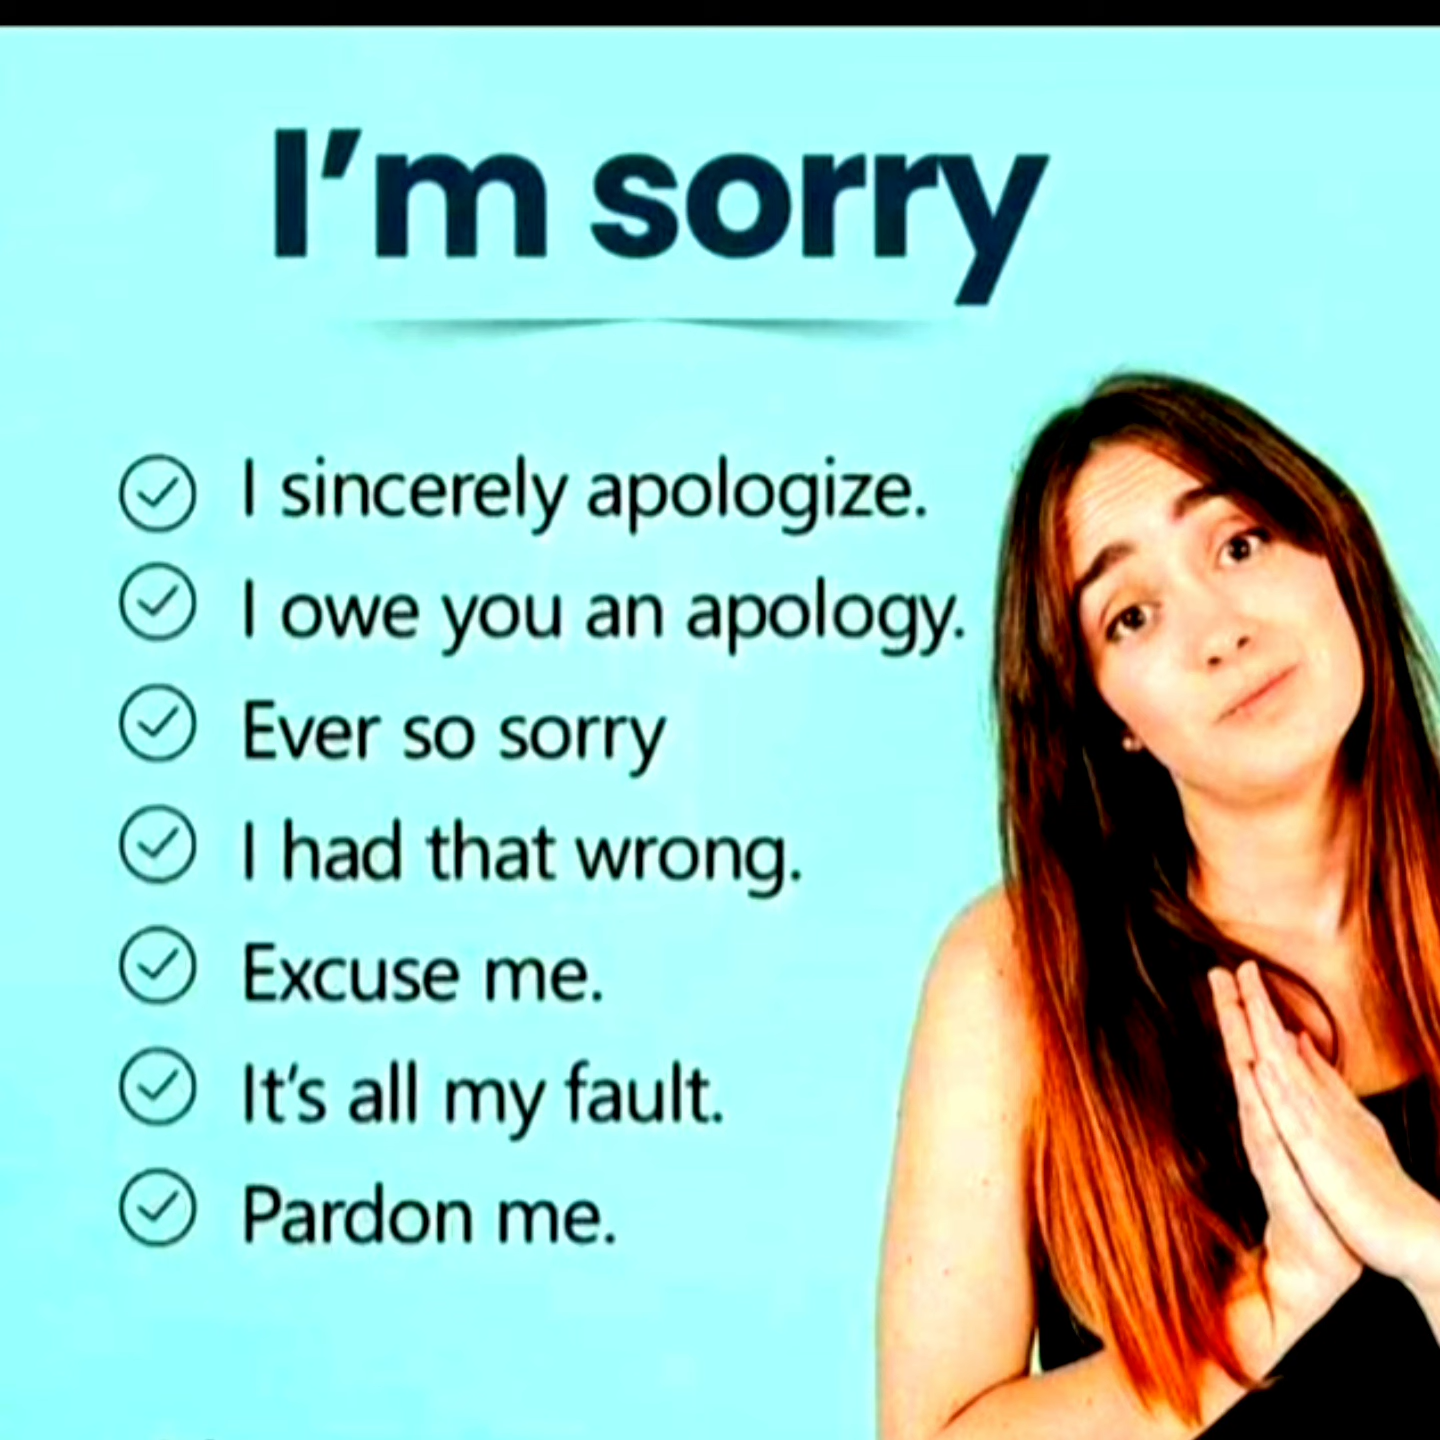 I'm sorry
I sincerely apologize.
I owe you an apology.
Ever so sorry
I had that wrong.
Excuse me.
It's all my fault.
Pardon me.